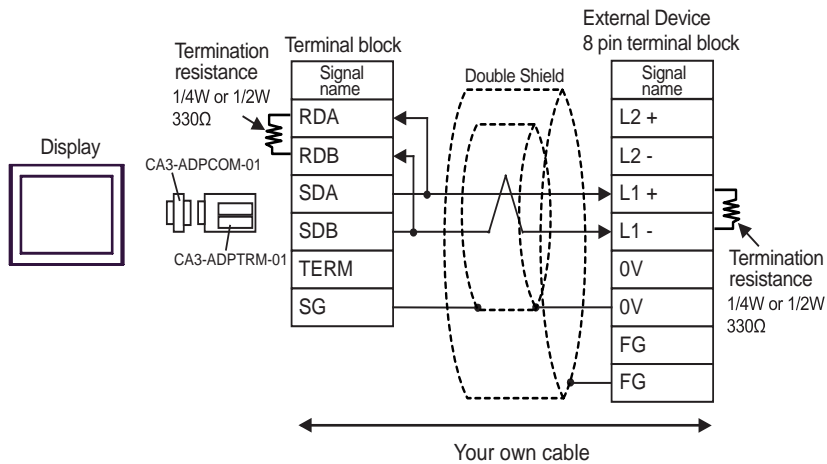 Display
CA3-ADPCOM-01
CA3-ADPTRM-01
Termination
resistance
1/4W or 1/2W
330Ω
Terminal block
Signal
name
RDA
RDB
SDA
SDB
TERM
SG
Double Shield
External Device
8 pin terminal block
Signal
name
L2 +
L2 -
L1 +
L1 -
0V
0V
FG
FG
Termination
resistance
1/4W or 1/2W
330Ω
Your own cable